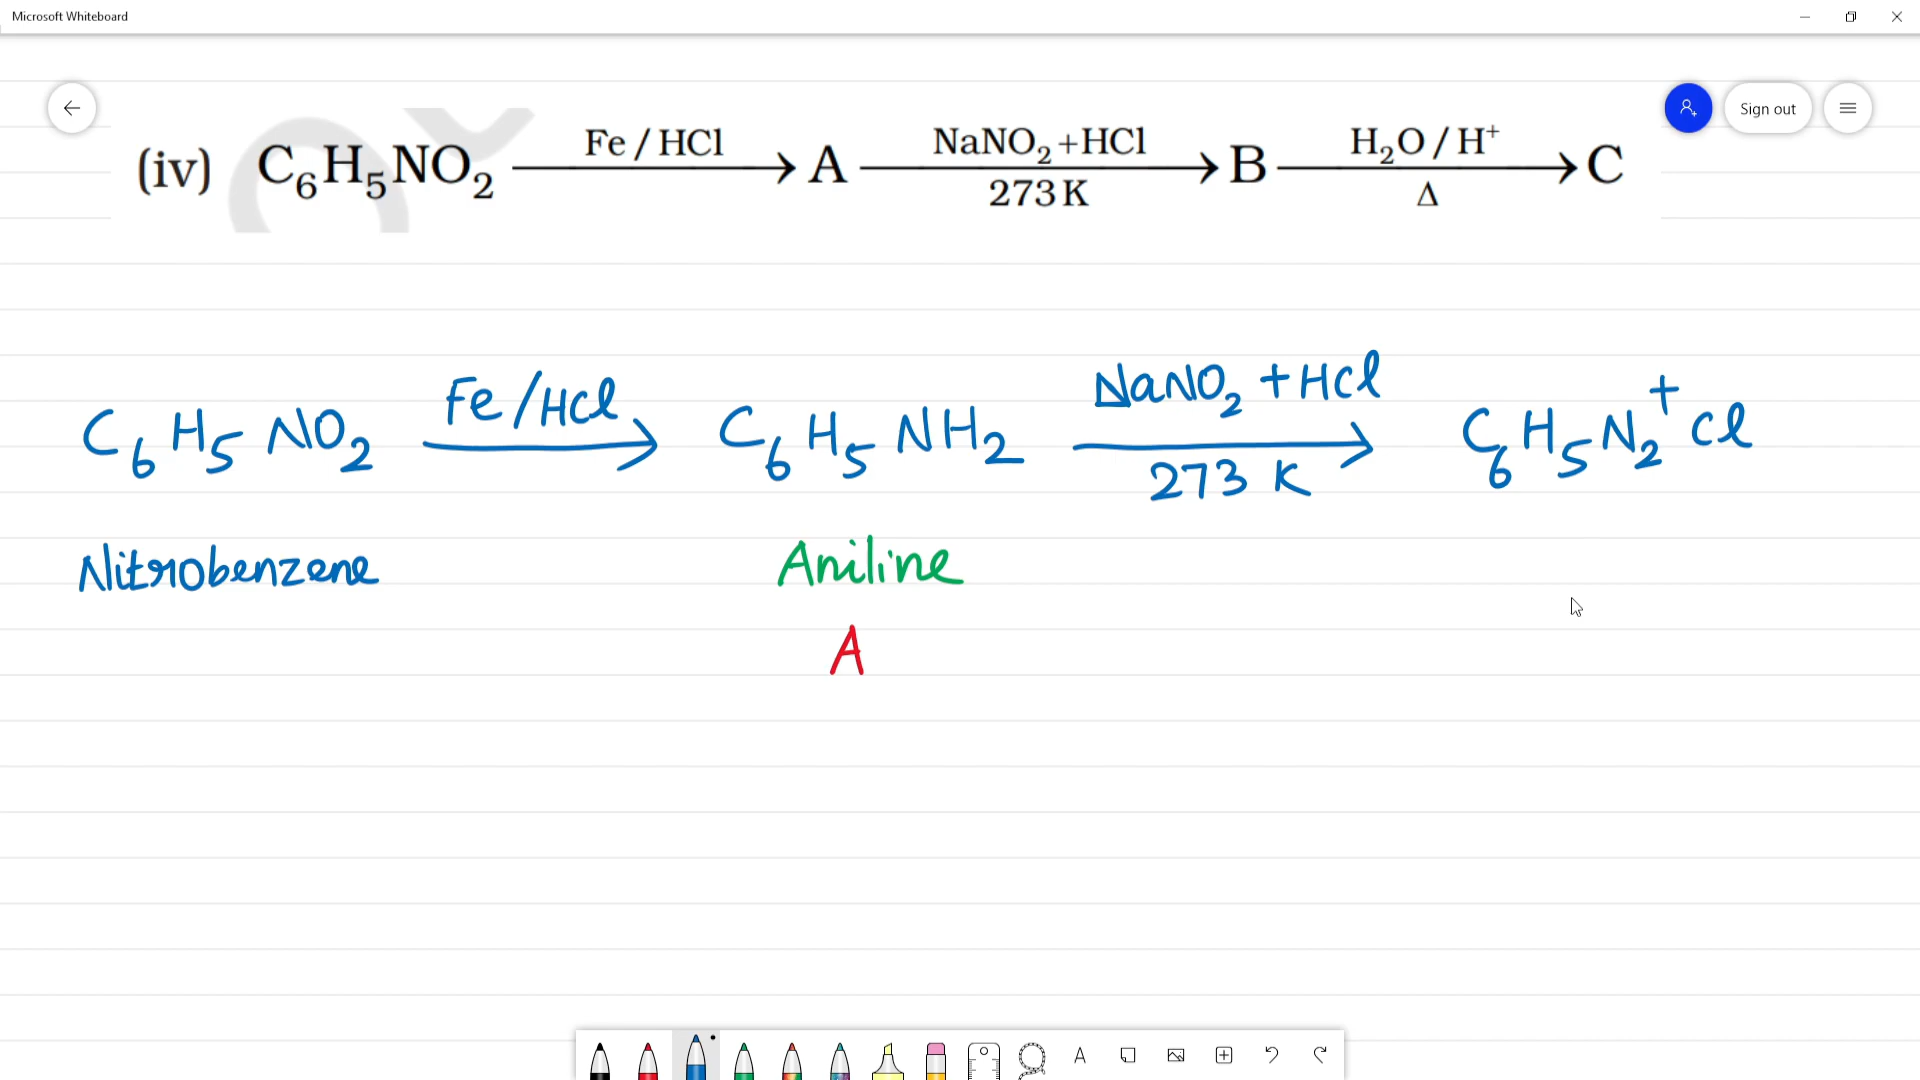 Microsoft Whiteboard
Sign out
(iv) C₆H₅NO₂ —Fe / HCl→ A —NaNO₂+HCl / 273 K→ B —H₂O / H⁺ / Δ→ C
C₆H₅NO₂ —Fe/HCl→ C₆H₅NH₂ —NaNO₂ + HCl / 273 K→ C₆H₅N₂⁺Cl
Nitrobenzene Aniline
A
A